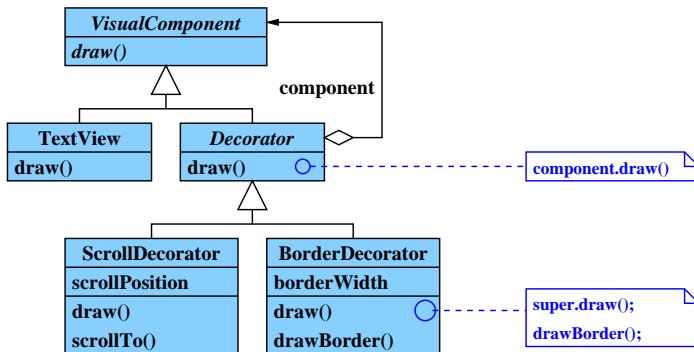 VisualComponent
draw()
component
TextView
draw()
Decorator
draw()
component.draw()
ScrollDecorator
scrollPosition
draw()
scrollTo()
BorderDecorator
borderWidth
draw()
drawBorder()
super.draw();
drawBorder();